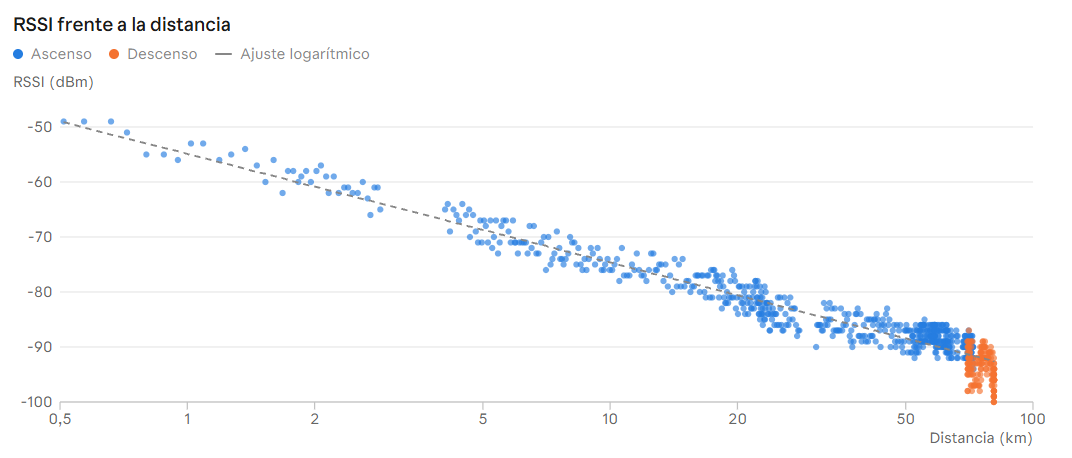 RSSI frente a la distancia
Ascenso Descenso Ajuste logarítmico
RSSI (dBm)
-50
-60
-70
-80
-90
-100
0,5 1 2 5 10 20 50 100
Distancia (km)